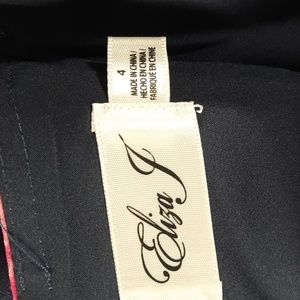 4
MADE IN CHINA/
HECHO EN CHINA/
FABRIQUÉ EN CHINE
Eliza J